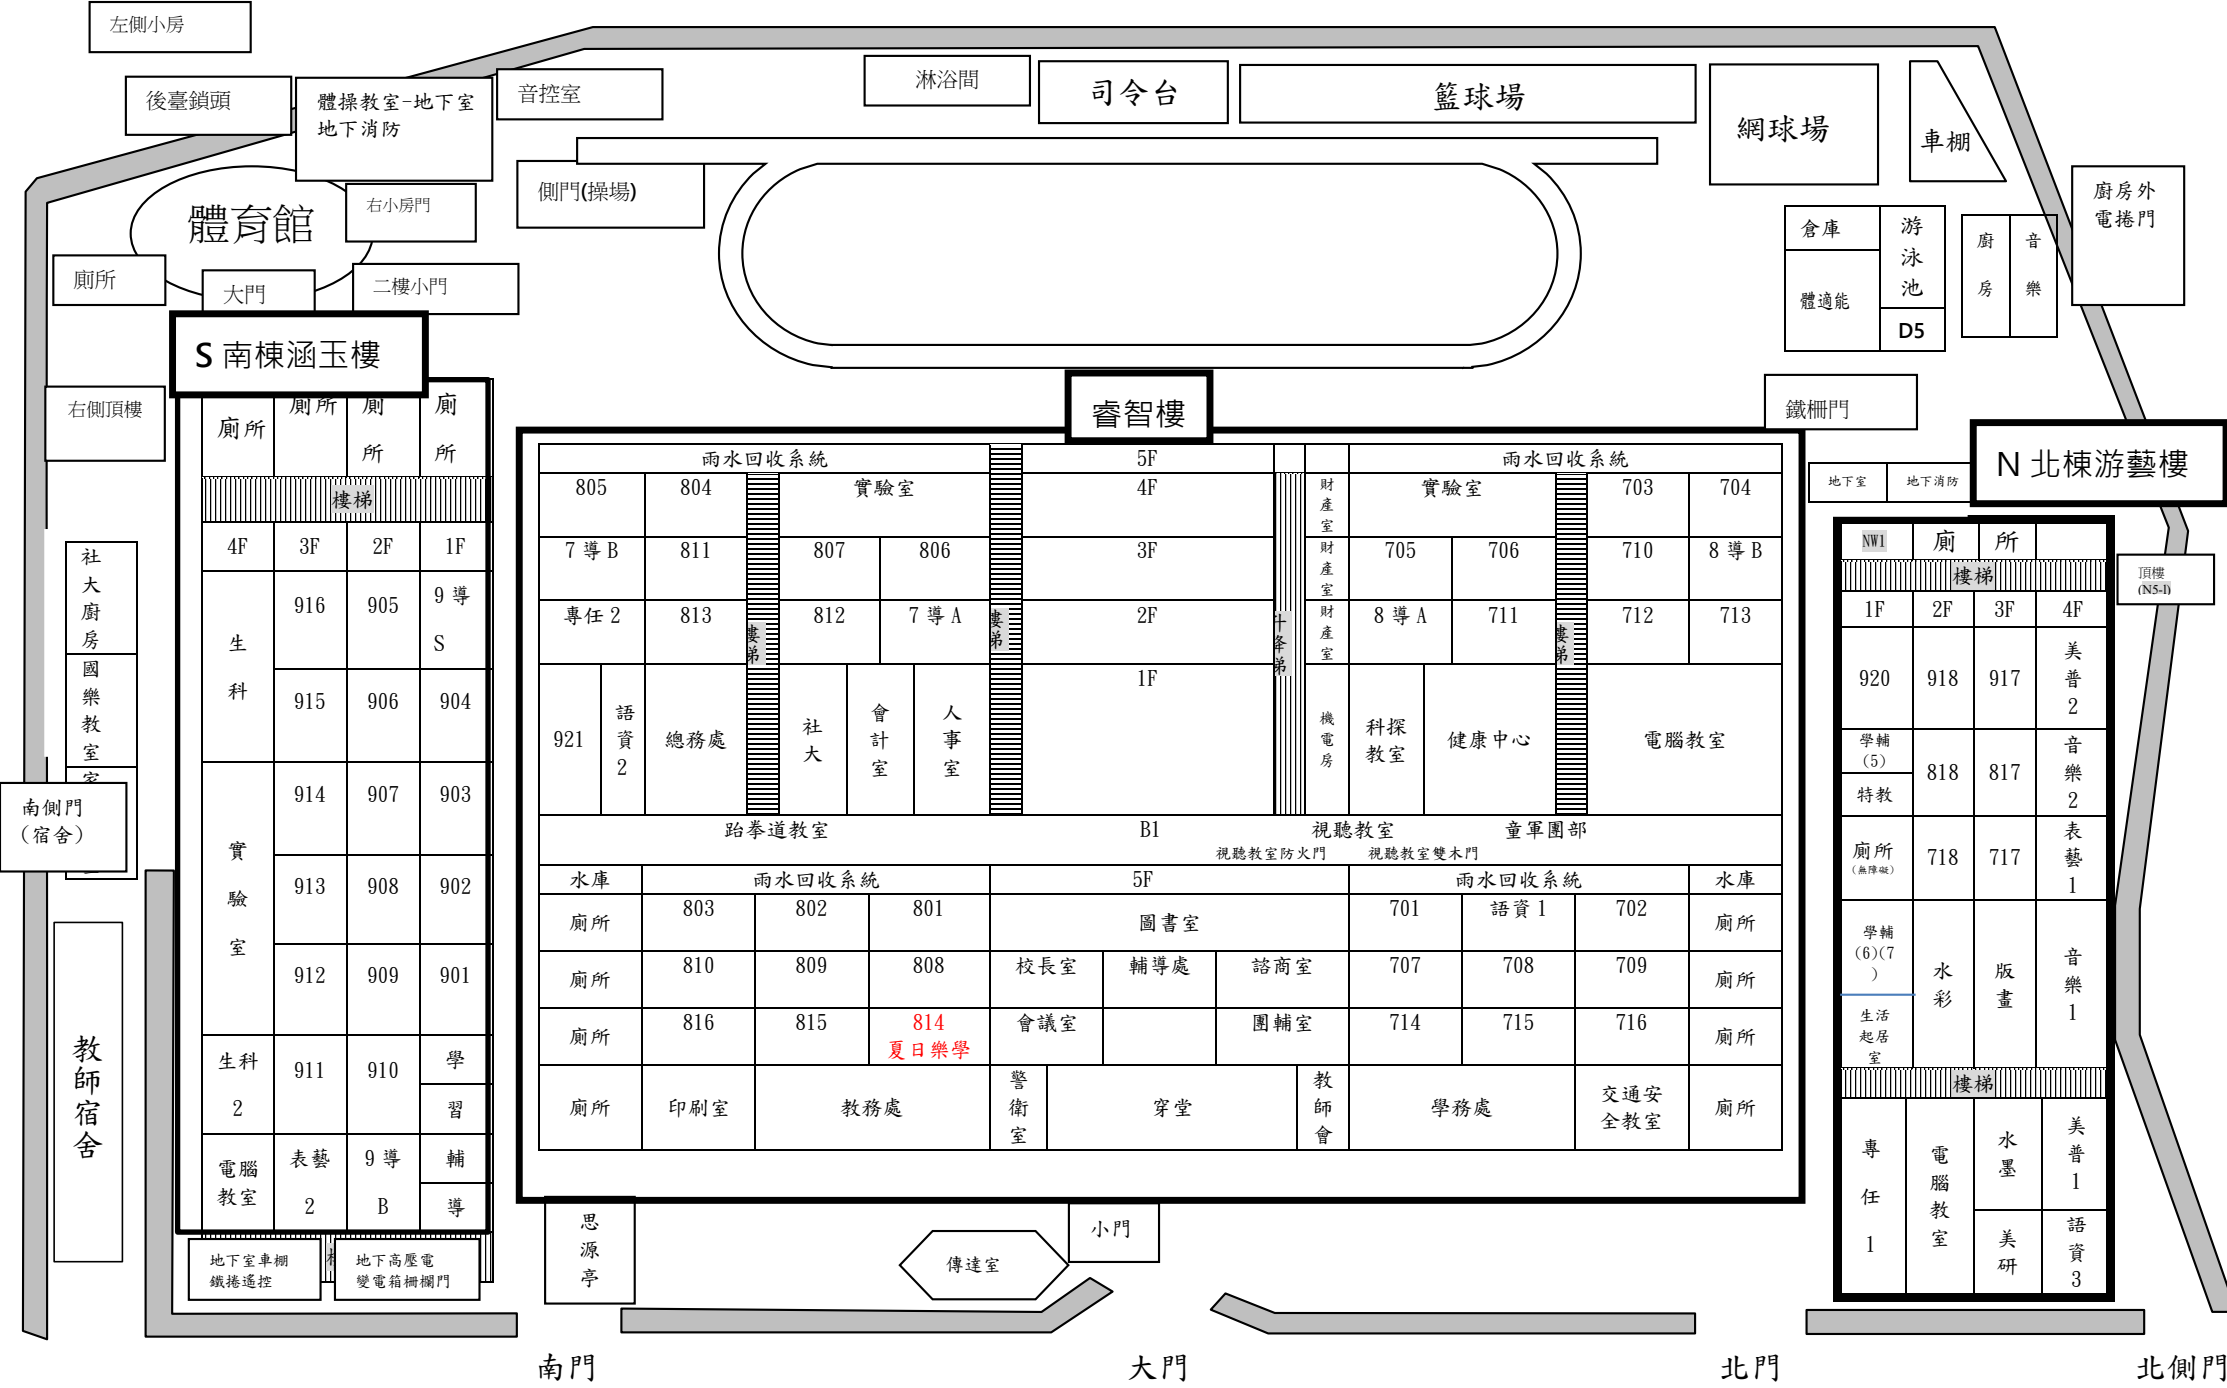 左側小房
後臺鎖頭
體操教室-地下室
地下消防
音控室
淋浴間
司令台
籃球場
網球場
車棚
側門(操場)
體育館
右小房門
廁所
大門
二樓小門
廚房外
電捲門
倉庫
游
泳
池
體適能
D5
廚
房
音
樂
S 南棟涵玉樓
右側頂樓
睿智樓
鐵柵門
N 北棟游藝樓
地下室
地下消防
頂樓
(N5-1)
廁所
廁所
廁
所
廁
所
樓梯
4F 3F 2F 1F
生
科
916 905 9 導
S
915 906 904
實
驗
室
914 907 903
913 908 902
912 909 901
生科
2
911 910 學
習
電腦
教室
表藝
2
9 導
B
輔
導
地下室車棚
鐵捲遙控
地下高壓電
變電箱柵欄門
社
大
廚
房
國
樂
教
室
南側門
(宿舍)
教
師
宿
舍
雨水回收系統 5F 雨水回收系統
805 804 實驗室 4F 財
產
室
實驗室 703 704
7 導 B 811 807 806 3F 財
產
室
705 706 710 8 導 B
專任 2 813 812 7 導 A 2F 財
產
室
8 導 A 711 712 713
921 語
資
2
總務處 社
大
會
計
室
人
事
室
1F 機
電
房
科探
教室
健康中心 電腦教室
跆拳道教室 B1 視聽教室 童軍團部
視聽教室防火門 視聽教室雙木門
水庫 雨水回收系統 5F 雨水回收系統 水庫
廁所 803 802 801 圖書室 701 語資 1 702 廁所
廁所 810 809 808 校長室 輔導處 諮商室 707 708 709 廁所
廁所 816 815 814
夏日樂學
會議室 團輔室 714 715 716 廁所
廁所 印刷室 教務處 警
衛
室
穿堂 教
師
會
學務處 交通安
全教室
廁所
NW1 廁 所
樓梯
1F 2F 3F 4F
920 918 917 美
普
2
學輔
(5)
特教
818 817 音
樂
2
廁所
(無障礙)
718 717 表
藝
1
學輔
(6)(7
)
生活
起居
室
水
彩
版
畫
音
樂
1
樓梯
專
任
1
電
腦
教
室
水
墨
美
研
美
普
1
語
資
3
思
源
亭
傳達室
小門
南門 大門 北門 北側門